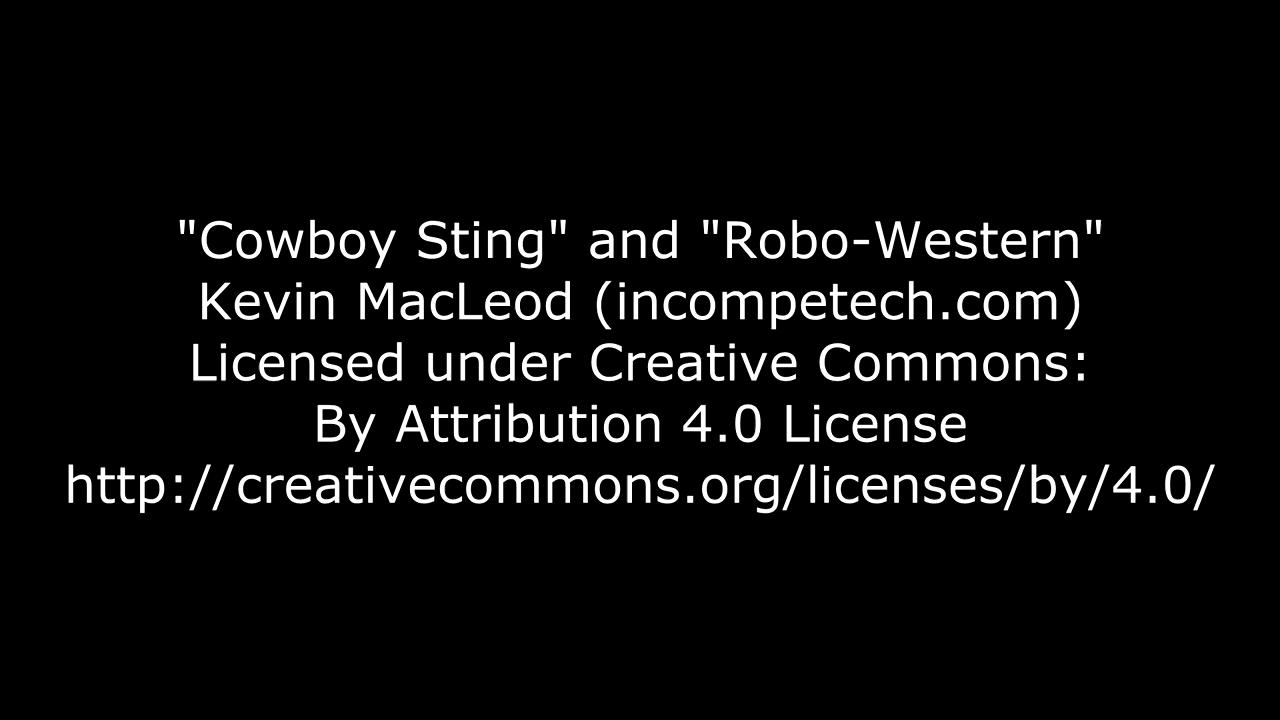 "Cowboy Sting" and "Robo-Western"
Kevin MacLeod (incompetech.com)
Licensed under Creative Commons:
By Attribution 4.0 License
http://creativecommons.org/licenses/by/4.0/